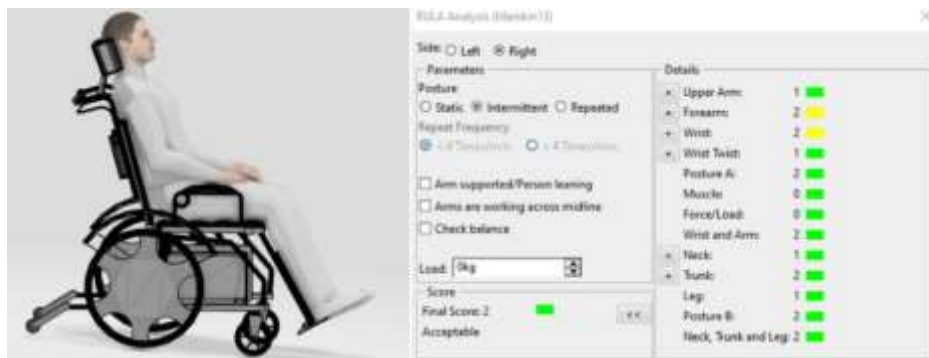 RULA Analysis (Manikin13)
Side: Left Right
Parameters
Posture
Static Intermittent Repeated
Repeat Frequency
Arm supported/Person leaning
Arms are working across midline
Check balance
Load: 0kg
Score
Final Score: 2 <<
Acceptable
Details
+ Upper Arm: 1
+ Forearm: 2
+ Wrist: 2
+ Wrist Twist: 1
Posture A: 2
Muscle: 0
Force/Load: 0
Wrist and Arm: 2
+ Neck: 1
+ Trunk: 2
Leg: 1
Posture B: 2
Neck, Trunk and Leg: 2